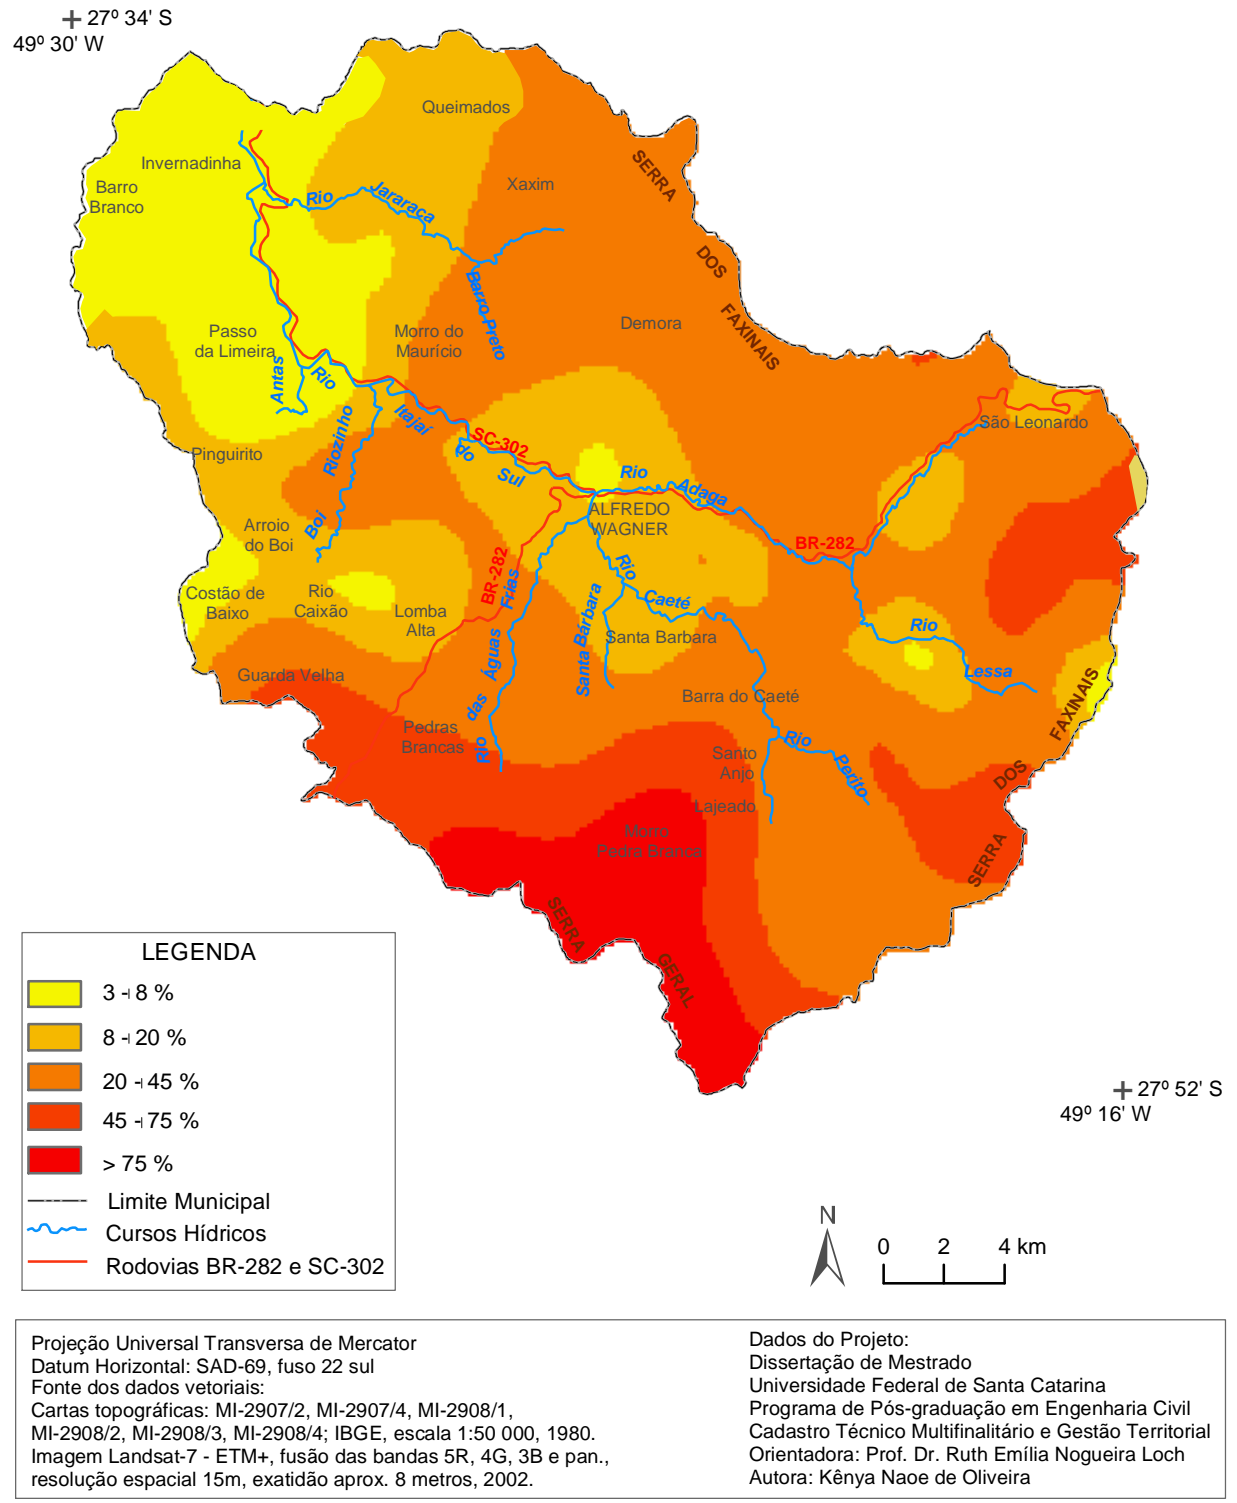 27º 34' S
49º 30' W
Queimados
Invernadinha
Barro
Branco
Xaxim
SERRA
DOS
FAXINAIS
Rio
Jararaca
Barro Preto
Passo
da Limeira
Morro do
Maurício
Demora
Antas
Rio
Itajaí
do
Sul
SC-302
São Leonardo
Pinguirito
Riozinho
Boi
Rio
Adaga
ALFREDO
WAGNER
Arroio
do Boi
BR-282
BR-282
Costão de
Baixo
Rio
Caixão
Lomba
Alta
Rio
das
Águas
Frias
Santa Bárbara
Rio
Caeté
Santa Barbara
Rio
Lessa
Guarda Velha
Barra do Caeté
FAXINAIS
DOS
SERRA
Pedras
Brancas
Santo
Anjo
Rio
Perito
Lajeado
Morro
Pedra Branca
SERRA
GERAL
LEGENDA
3 -| 8 %
8 -| 20 %
20 -| 45 %
45 -| 75 %
> 75 %
Limite Municipal
Cursos Hídricos
Rodovias BR-282 e SC-302
27º 52' S
49º 16' W
N
0 2 4 km
Projeção Universal Transversa de Mercator
Datum Horizontal: SAD-69, fuso 22 sul
Fonte dos dados vetoriais:
Cartas topográficas: MI-2907/2, MI-2907/4, MI-2908/1,
MI-2908/2, MI-2908/3, MI-2908/4; IBGE, escala 1:50 000, 1980.
Imagem Landsat-7 - ETM+, fusão das bandas 5R, 4G, 3B e pan.,
resolução espacial 15m, exatidão aprox. 8 metros, 2002.
Dados do Projeto:
Dissertação de Mestrado
Universidade Federal de Santa Catarina
Programa de Pós-graduação em Engenharia Civil
Cadastro Técnico Multifinalitário e Gestão Territorial
Orientadora: Prof. Dr. Ruth Emília Nogueira Loch
Autora: Kênya Naoe de Oliveira